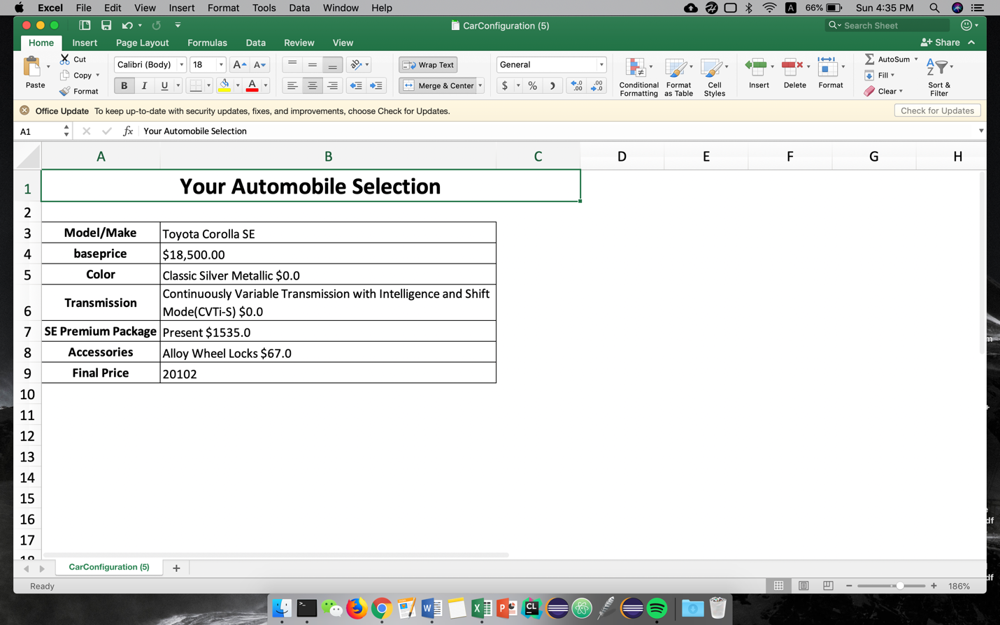 Excel File Edit View Insert Format Tools Data Window Help A 66% Sun 4:35 PM
CarConfiguration (5) Search Sheet
Home Insert Page Layout Formulas Data Review View Share
Paste Cut Copy Format
Calibri (Body) 18 A A
B I U A
Wrap Text
Merge & Center
General
$ % .00 .0
Conditional Formatting Format as Table Cell Styles Insert Delete Format
AutoSum
Fill
Clear
Sort & Filter
Office Update To keep up-to-date with security updates, fixes, and improvements, choose Check for Updates. Check for Updates
A1 fx Your Automobile Selection
A B C D E F G H
1 Your Automobile Selection
2
3 Model/Make Toyota Corolla SE
4 baseprice $18,500.00
5 Color Classic Silver Metallic $0.0
6 Transmission Continuously Variable Transmission with Intelligence and Shift
Mode(CVTi-S) $0.0
7 SE Premium Package Present $1535.0
8 Accessories Alloy Wheel Locks $67.0
9 Final Price 20102
10
11
12
13
14
15
16
17
CarConfiguration (5) +
Ready 186%